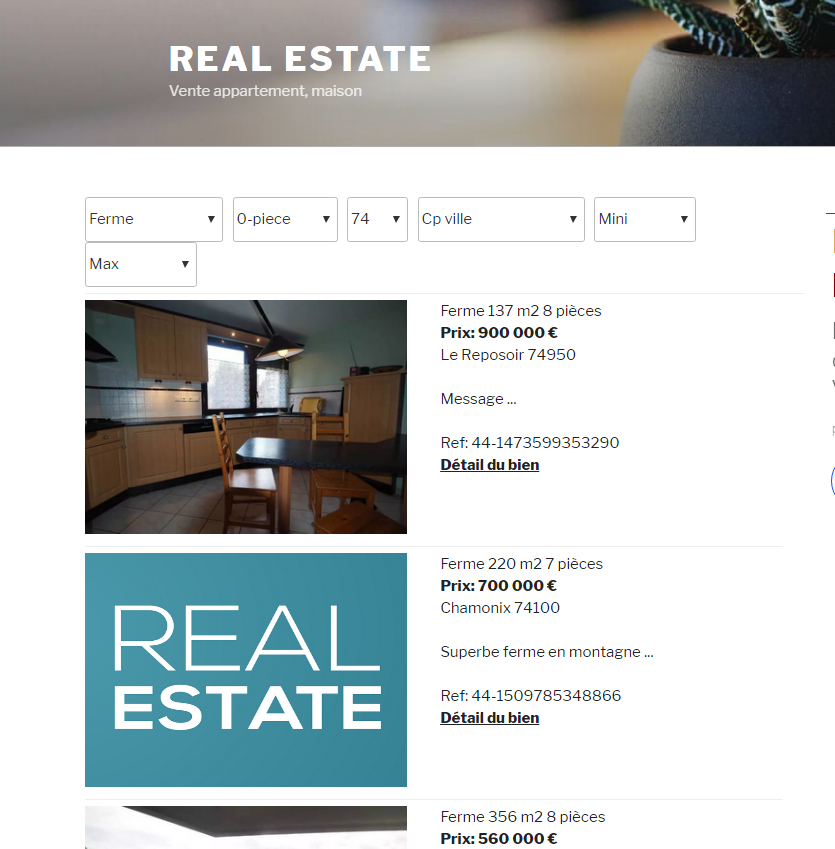 REAL ESTATE
Vente appartement, maison
Ferme
0-piece
74
Cp ville
Mini
Max
Ferme 137 m2 8 pièces
Prix: 900 000 €
Le Reposoir 74950
Message ...
Ref: 44-1473599353290
Détail du bien
REAL
ESTATE
Ferme 220 m2 7 pièces
Prix: 700 000 €
Chamonix 74100
Superbe ferme en montagne ...
Ref: 44-1509785348866
Détail du bien
Ferme 356 m2 8 pièces
Prix: 560 000 €